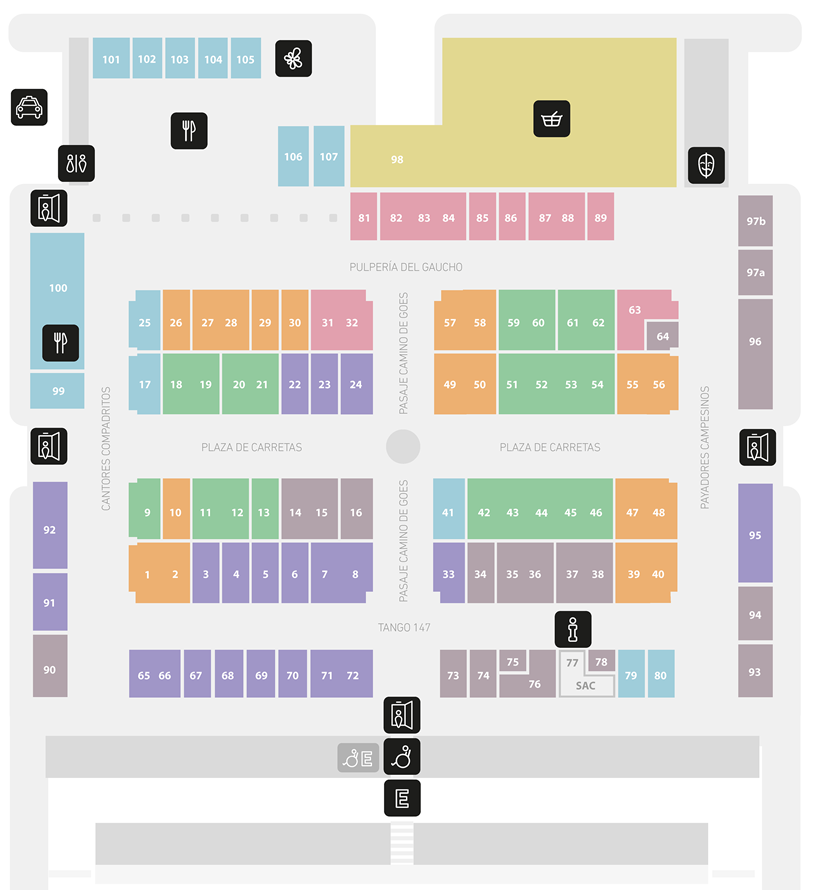 101 102 103 104 105
106 107 98
81 82 83 84 85 86 87 88 89
97b
PULPERÍA DEL GAUCHO
97a
100
25 26 27 28 29 30 31 32
57 58 59 60 61 62 63
64
96
99
17 18 19 20 21 22 23 24
49 50 51 52 53 54 55 56
PASAJE CAMINO DE GOES
CANTORES COMPADRITOS
PAYADORES CAMPESINOS
PLAZA DE CARRETAS
PLAZA DE CARRETAS
92
9 10 11 12 13 14 15 16
41 42 43 44 45 46 47 48
95
PASAJE CAMINO DE GOES
91
1 2 3 4 5 6 7 8
33 34 35 36 37 38 39 40
94
TANGO 147
90
65 66 67 68 69 70 71 72
73 74 75 76 77 78 79 80
SAC
93
E
E